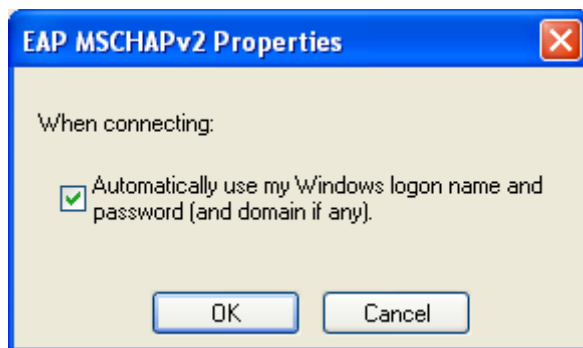 EAP MSCHAPv2 Properties
When connecting:
Automatically use my Windows logon name and
password (and domain if any).
OK Cancel